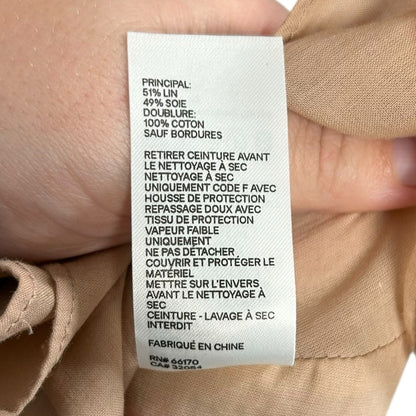 PRINCIPAL:
51% LIN
49% SOIE
DOUBLURE:
100% COTON
SAUF BORDURES
RETIRER CEINTURE AVANT
LE NETTOYAGE À SEC
NETTOYAGE À SEC
UNIQUEMENT CODE F AVEC
HOUSSE DE PROTECTION
REPASSAGE DOUX AVEC
TISSU DE PROTECTION
VAPEUR FAIBLE
UNIQUEMENT
NE PAS DÉTACHER
COUVRIR ET PROTÉGER LE
MATÉRIEL
METTRE SUR L'ENVERS
AVANT LE NETTOYAGE À
SEC
CEINTURE - LAVAGE À SEC
INTERDIT
FABRIQUÉ EN CHINE
RN# 66170
CA# 32084